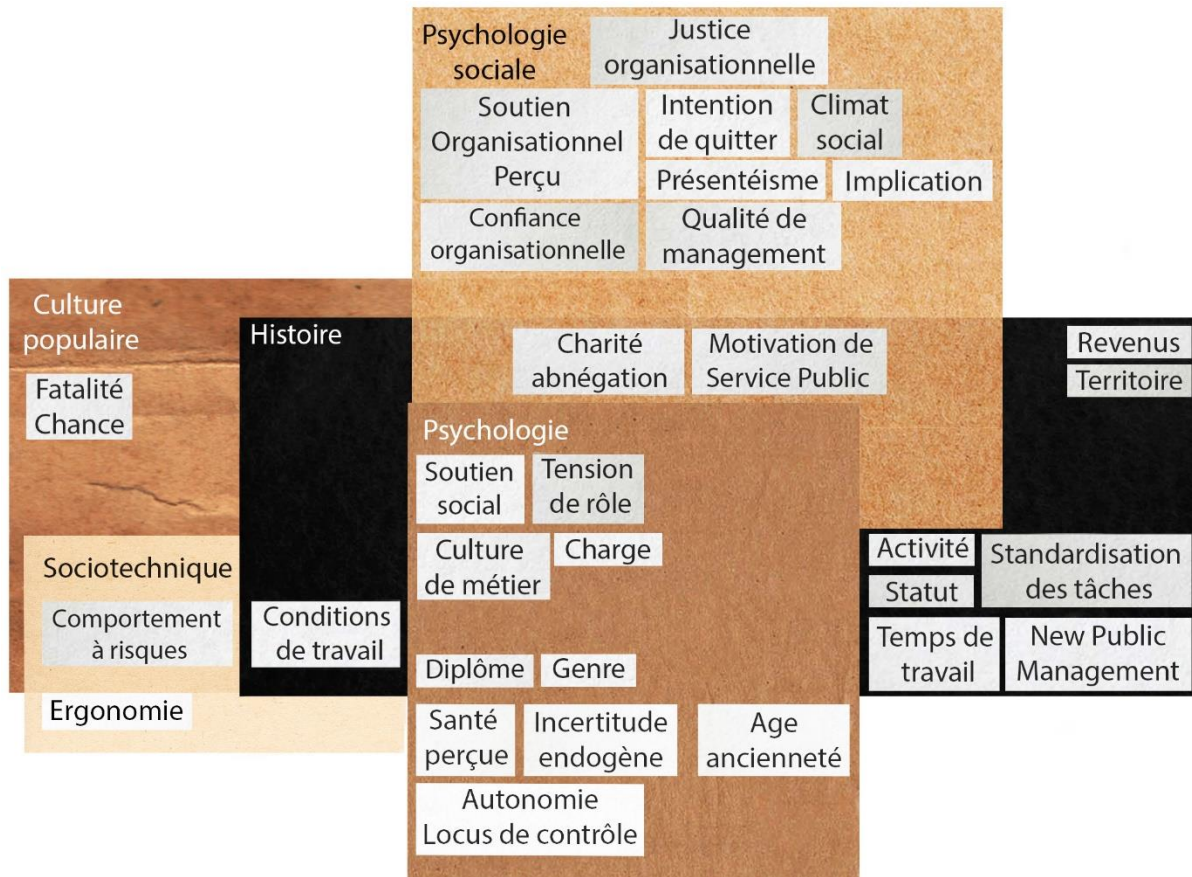 Psychologie
sociale
Justice
organisationnelle
Soutien
Organisationnel
Perçu
Intention
de quitter
Climat
social
Présentéisme
Implication
Confiance
organisationnelle
Qualité de
management
Culture
populaire
Fatalité
Chance
Histoire
Charité
abnégation
Motivation de
Service Public
Revenus
Territoire
Psychologie
Soutien
social
Tension
de rôle
Culture
de métier
Charge
Activité
Statut
Standardisation
des tâches
Sociotechnique
Comportement
à risques
Conditions
de travail
Temps de
travail
New Public
Management
Ergonomie
Diplôme
Genre
Santé
perçue
Incertitude
endogène
Age
ancienneté
Autonomie
Locus de contrôle